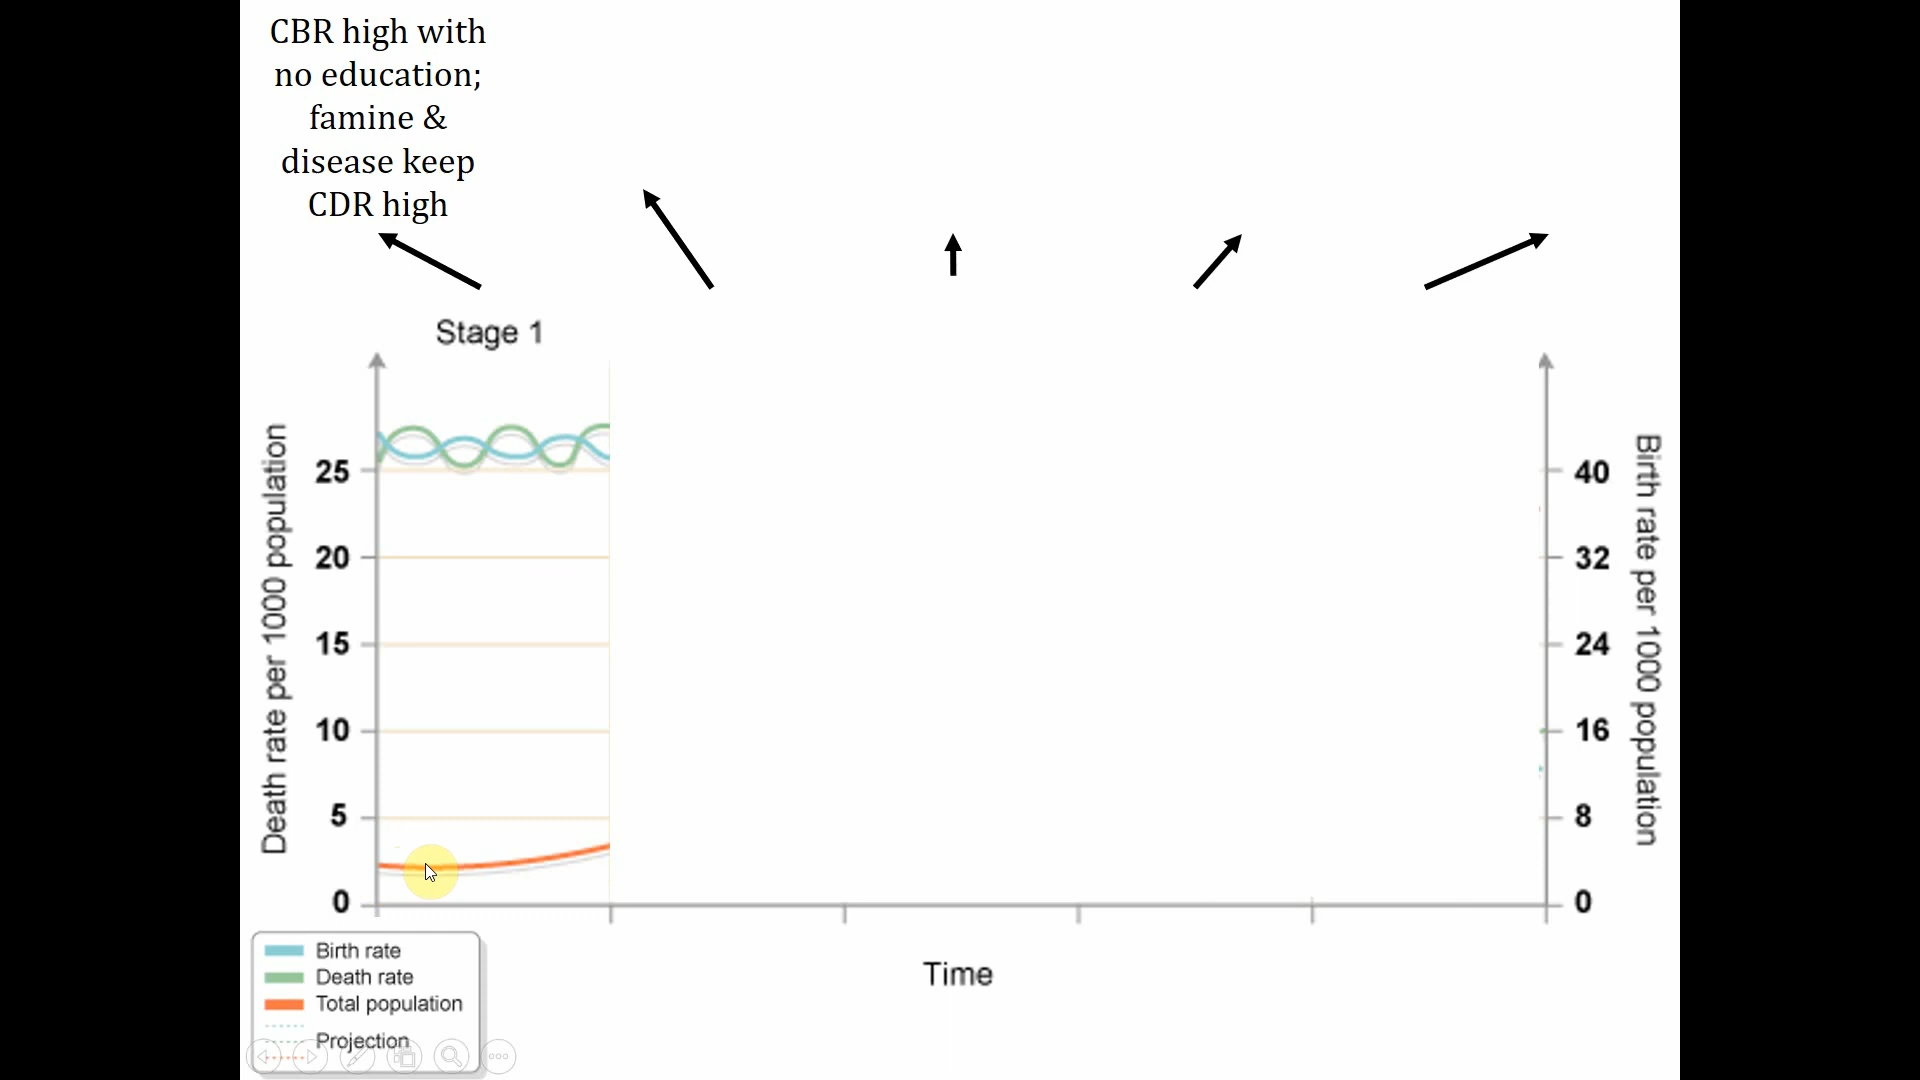 CBR high with
no education;
famine &
disease keep
CDR high
Stage 1
Death rate per 1000 population
25
20
15
10
5
0
40
32
24
16
8
0
Birth rate per 1000 population
Time
Birth rate
Death rate
Total population
Projection